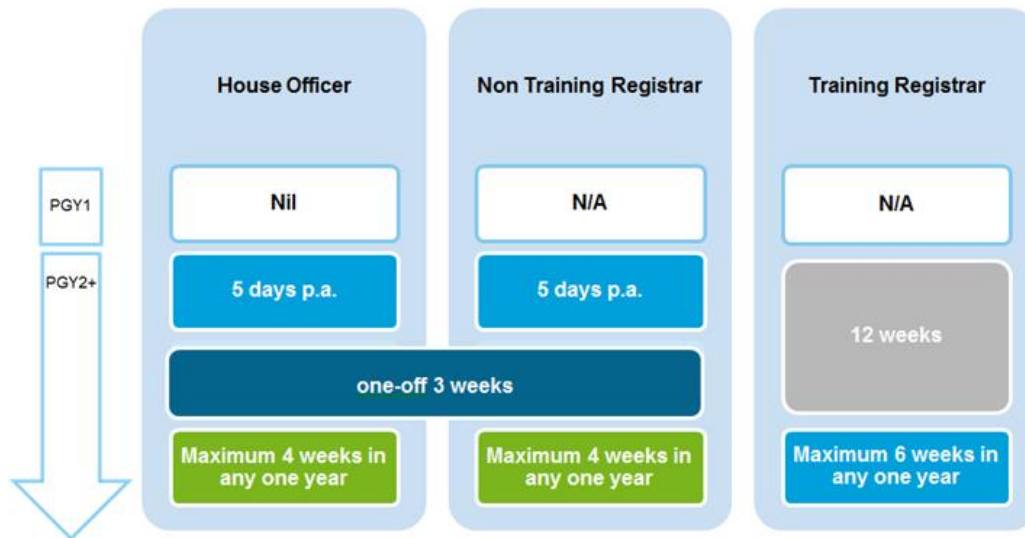 House Officer
Non Training Registrar
Training Registrar
PGY1
Nil
N/A
N/A
PGY2+
5 days p.a.
5 days p.a.
12 weeks
one-off 3 weeks
Maximum 4 weeks in
any one year
Maximum 4 weeks in
any one year
Maximum 6 weeks in
any one year